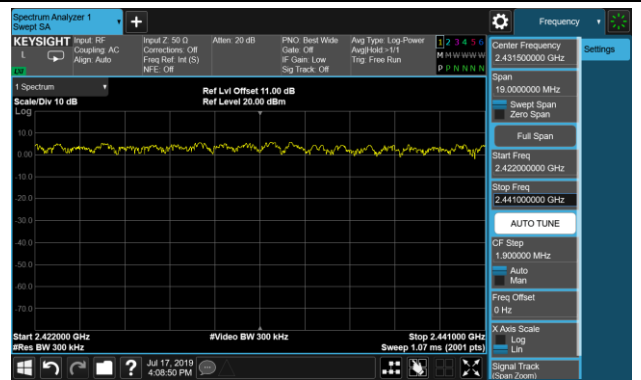 Spectrum Analyzer 1
Swept SA
Frequency
KEYSIGHT
L
Input: RF
Coupling: AC
Align: Auto
Input Z: 50 Ω
Corrections: Off
Freq Ref: Int (S)
NFE: Off
Atten: 20 dB
PNO: Best Wide
Gate: Off
IF Gain: Low
Sig Track: Off
Avg Type: Log-Power
Avg|Hold:>1/1
Trig: Free Run
1 2 3 4 5 6
M M W W W W
P P N N N N
1 Spectrum
Scale/Div 10 dB
Ref Lvl Offset 11.00 dB
Ref Level 20.00 dBm
Log
10.0
0.00
-10.0
-20.0
-30.0
-40.0
-50.0
-60.0
-70.0
Start 2.422000 GHz
#Video BW 300 kHz
Stop 2.441000 GHz
#Res BW 300 kHz
Sweep 1.07 ms (2001 pts)
Jul 17, 2019
4:08:50 PM
?
Center Frequency
2.431500000 GHz
Settings
Span
19.0000000 MHz
Swept Span
Zero Span
Full Span
Start Freq
2.422000000 GHz
Stop Freq
2.441000000 GHz
AUTO TUNE
CF Step
1.900000 MHz
Auto
Man
Freq Offset
0 Hz
X Axis Scale
Log
Lin
Signal Track
(Span Zoom)